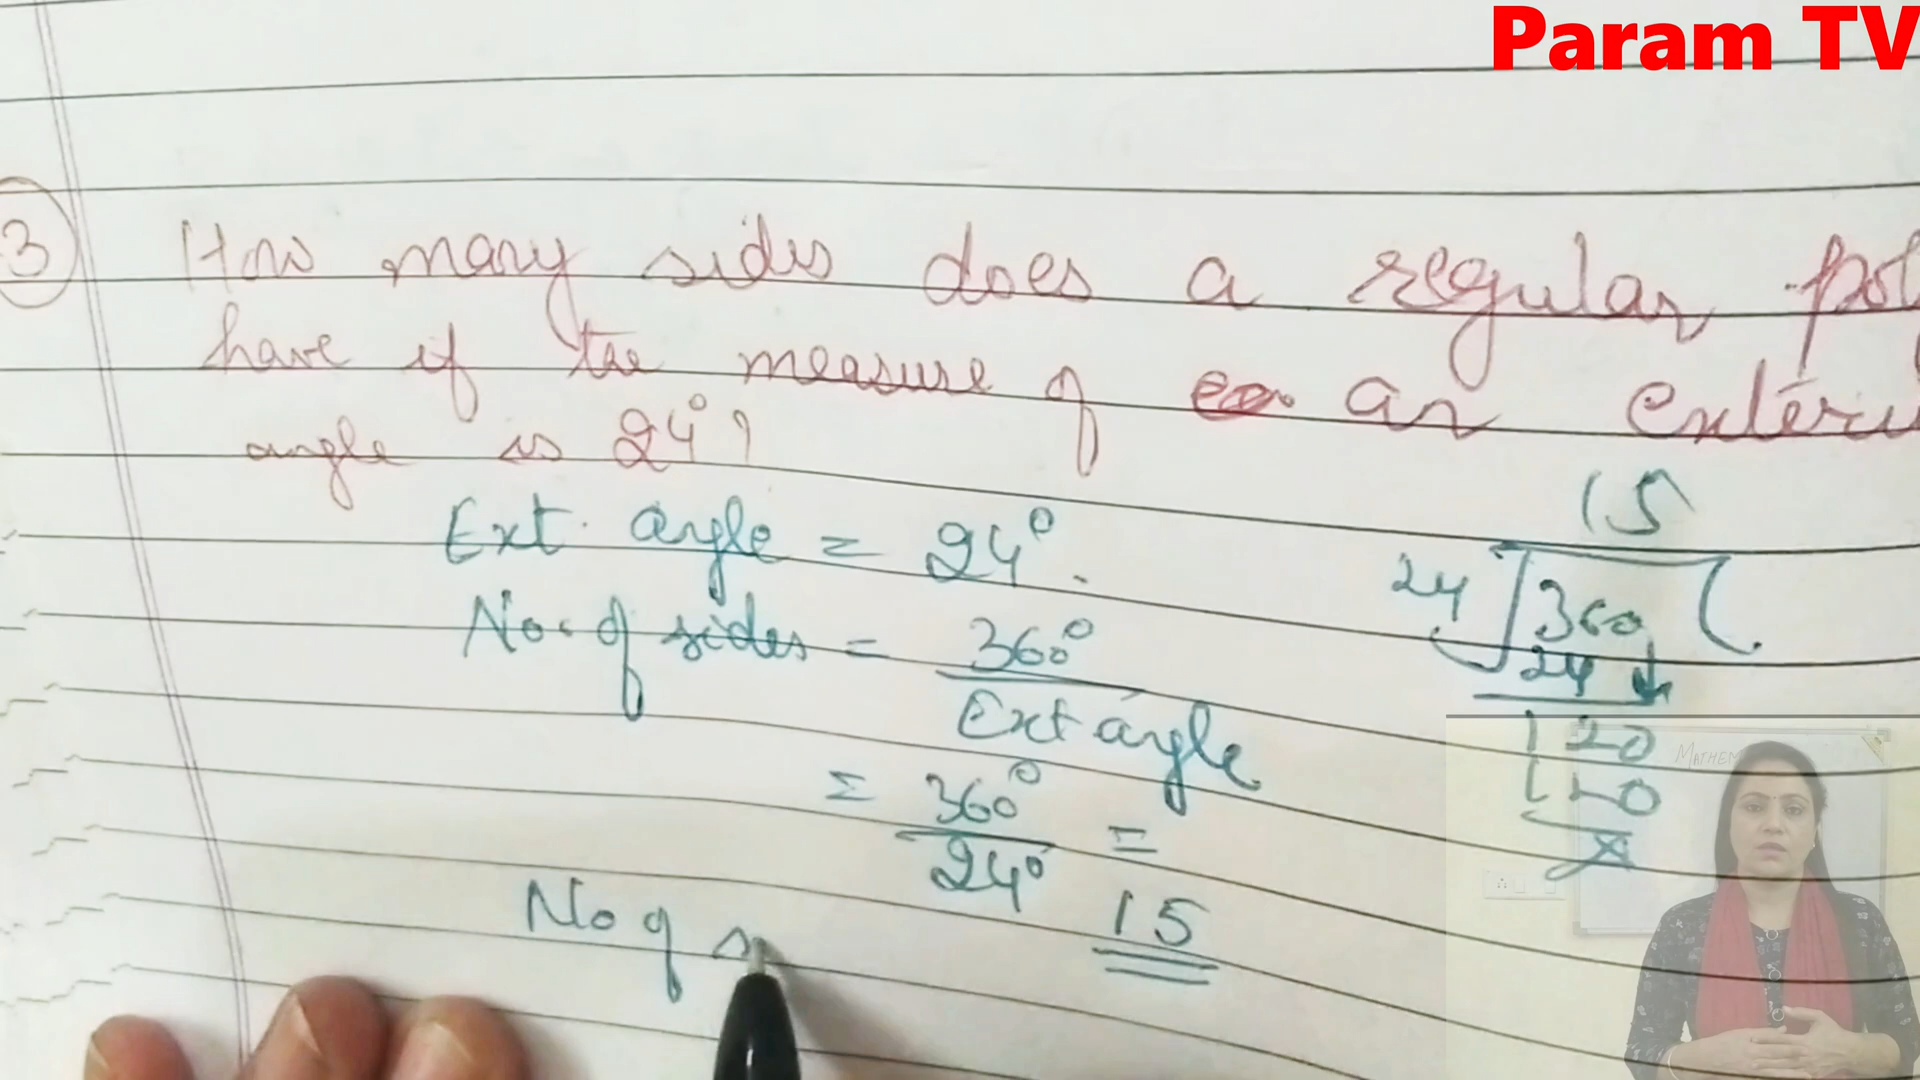 Param TV
3 How many sides does a regular pol
have if the measure of an exteri
angle is 24°?
Ext. angle = 24°.
No. of sides = 360°
Ext angle
= 360° =
24°
15
No of s
15
24 360
24
120
120
x
MATHEM